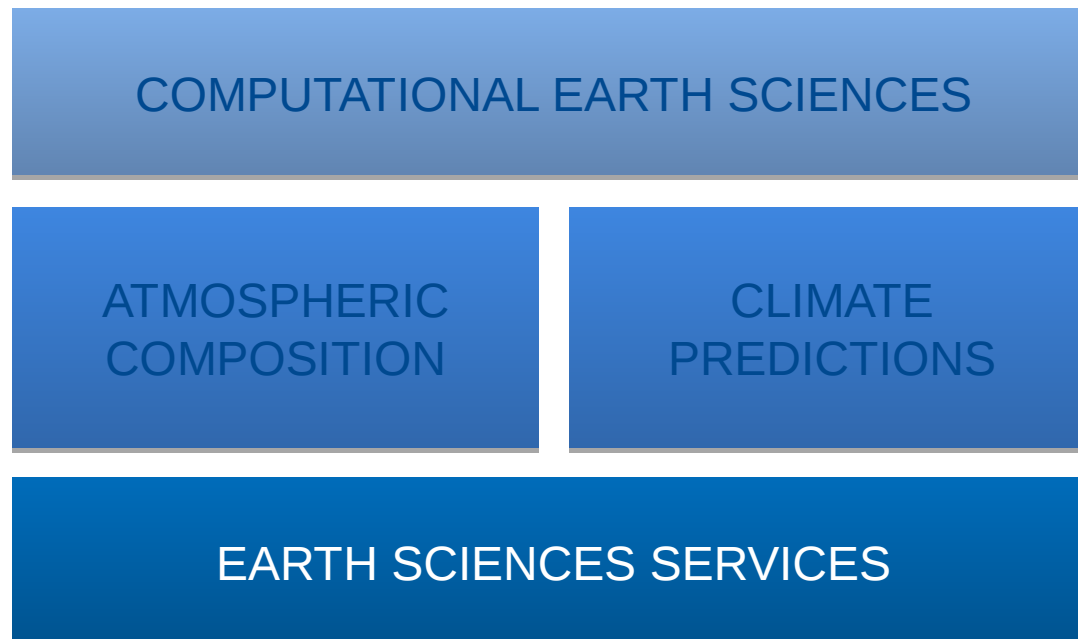 COMPUTATIONAL EARTH SCIENCES
ATMOSPHERIC
COMPOSITION
CLIMATE
PREDICTIONS
EARTH SCIENCES SERVICES